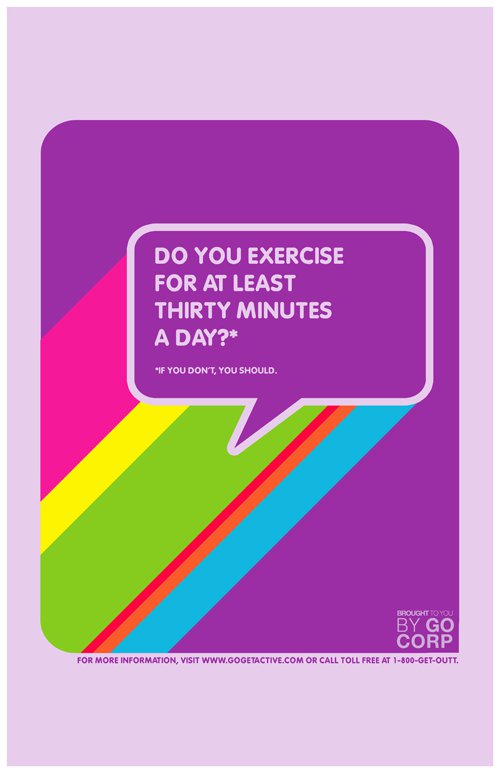 DO YOU EXERCISE
FOR AT LEAST
THIRTY MINUTES
A DAY?*
*IF YOU DON'T, YOU SHOULD.
BROUGHT TO YOU
BY GO
CORP
FOR MORE INFORMATION, VISIT WWW.GOGETACTIVE.COM OR CALL TOLL FREE AT 1-800-GET-OUTT.